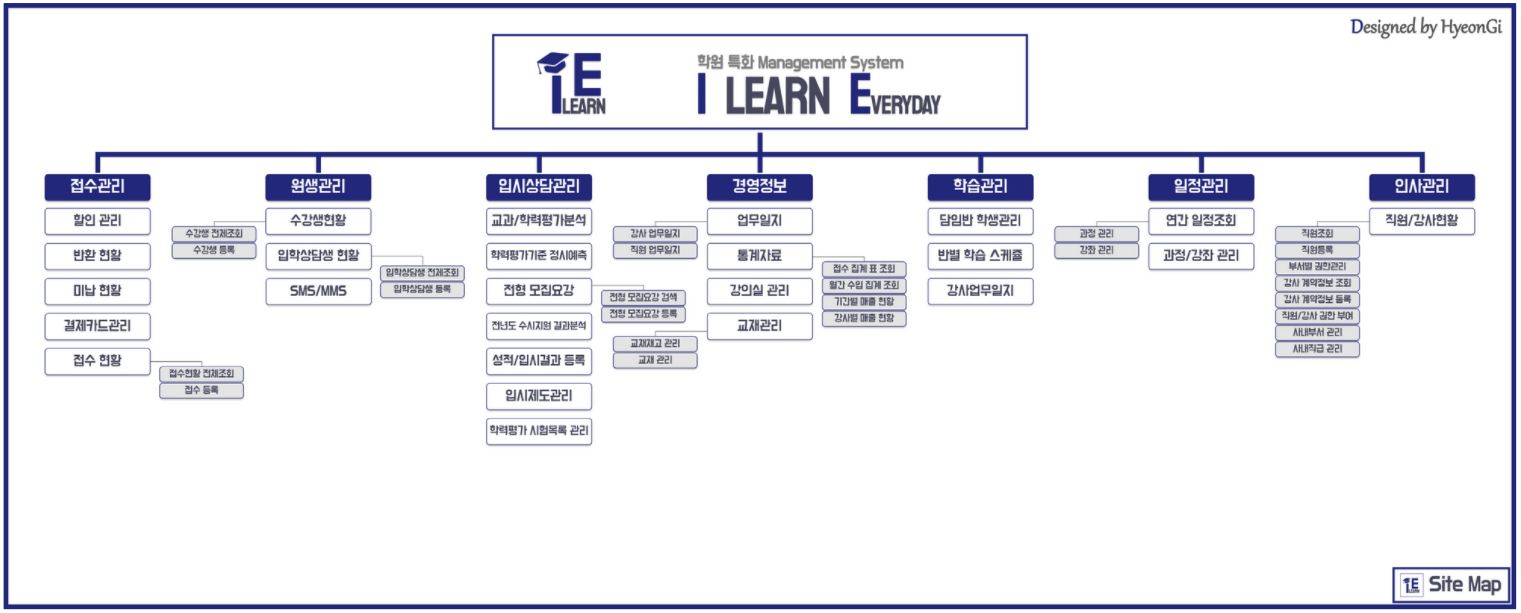 Designed by HyeonGi
iE
LEARN
학원 특화 Management System
I LEARN EVERYDAY
접수관리
할인 관리
반환 현황
미납 현황
결제카드관리
접수 현황
접수현황 전체조회
접수 등록
원생관리
수강생현황
수강생 전체조회
수강생 등록
입학상담생 현황
입학상담생 전체조회
입학상담생 등록
SMS/MMS
입시상담관리
교과/학력평가분석
학력평가기준 정시예측
전형 모집요강
전형 모집요강 검색
전형 모집요강 등록
전년도 수시지원 결과분석
성적/입시결과 등록
입시제도관리
학력평가 시험목록 관리
경영정보
업무일지
강사 업무일지
직원 업무일지
통계자료
접수 집계 표 조회
월간 수입 집계 조회
기간별 매출 현황
강사별 매출 현황
강의실 관리
교재관리
교재재고 관리
교재 관리
학습관리
담임반 학생관리
반별 학습 스케쥴
강사업무일지
일정관리
연간 일정조회
과정 관리
강좌 관리
과정/강좌 관리
인사관리
직원/강사현황
직원조회
직원등록
부서별 권한관리
강사 계약정보 조회
강사 계약정보 등록
직원/강사 권한 부여
사내부서 관리
사내직급 관리
iE
LEARN
Site Map